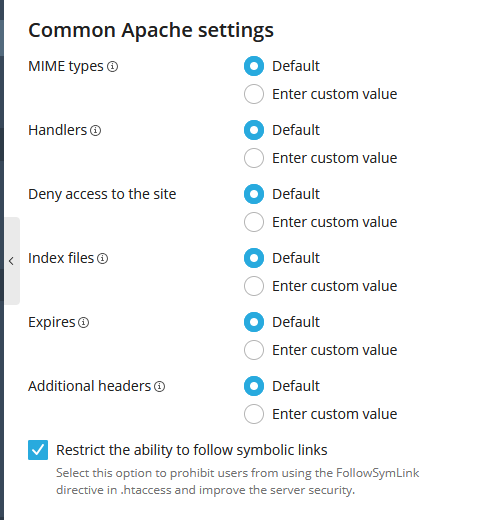 Common Apache settings
MIME types
Default
Enter custom value
Handlers
Default
Enter custom value
Deny access to the site
Default
Enter custom value
Index files
Default
Enter custom value
Expires
Default
Enter custom value
Additional headers
Default
Enter custom value
Restrict the ability to follow symbolic links
Select this option to prohibit users from using the FollowSymLink
directive in .htaccess and improve the server security.